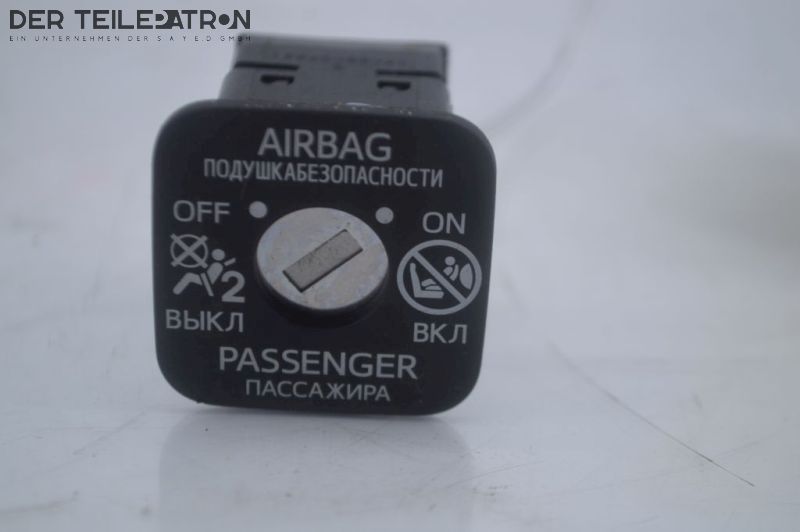 DER TEILEPATRON
EIN UNTERNEHMEN DER S A Y E.D GMBH
AIRBAG
ПОДУШКАБЕЗОПАСНОСТИ
OFF ON
2
ВЫКЛ ВКЛ
PASSENGER
ПАССАЖИРА